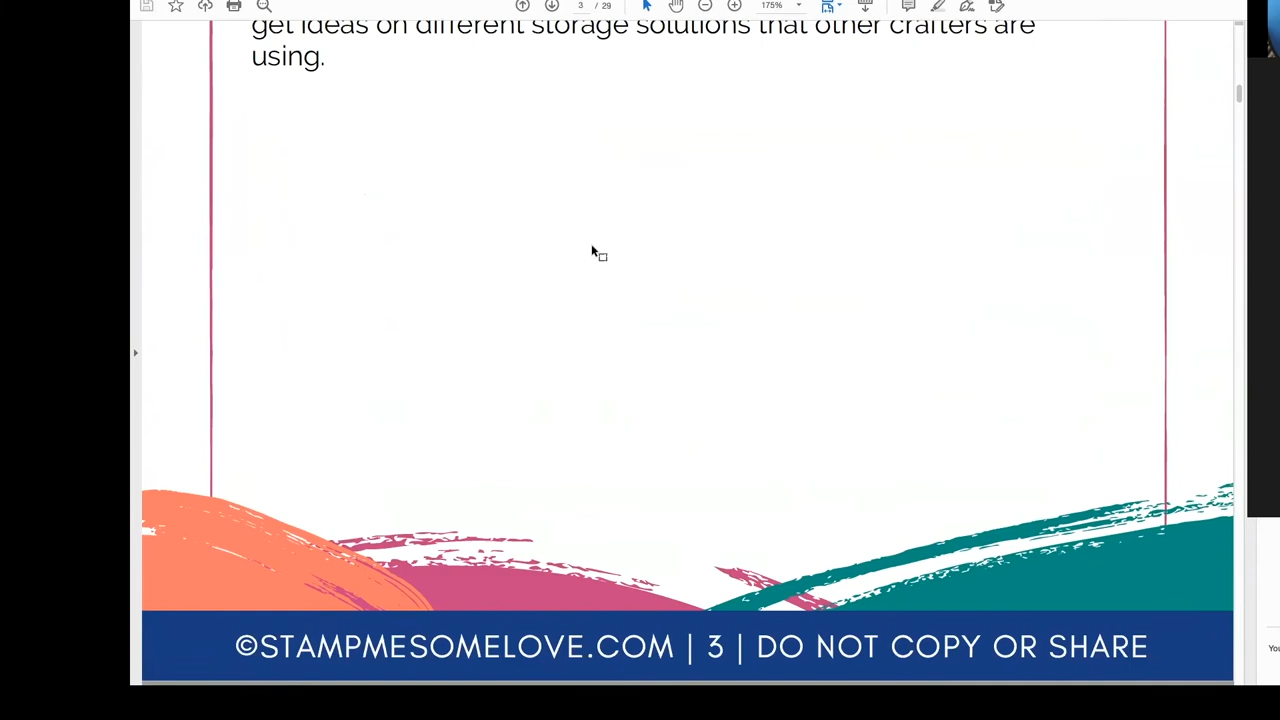 3 / 29
175%
get ideas on different storage solutions that other crafters are
using.
©STAMPMESOMELOVE.COM | 3 | DO NOT COPY OR SHARE
You